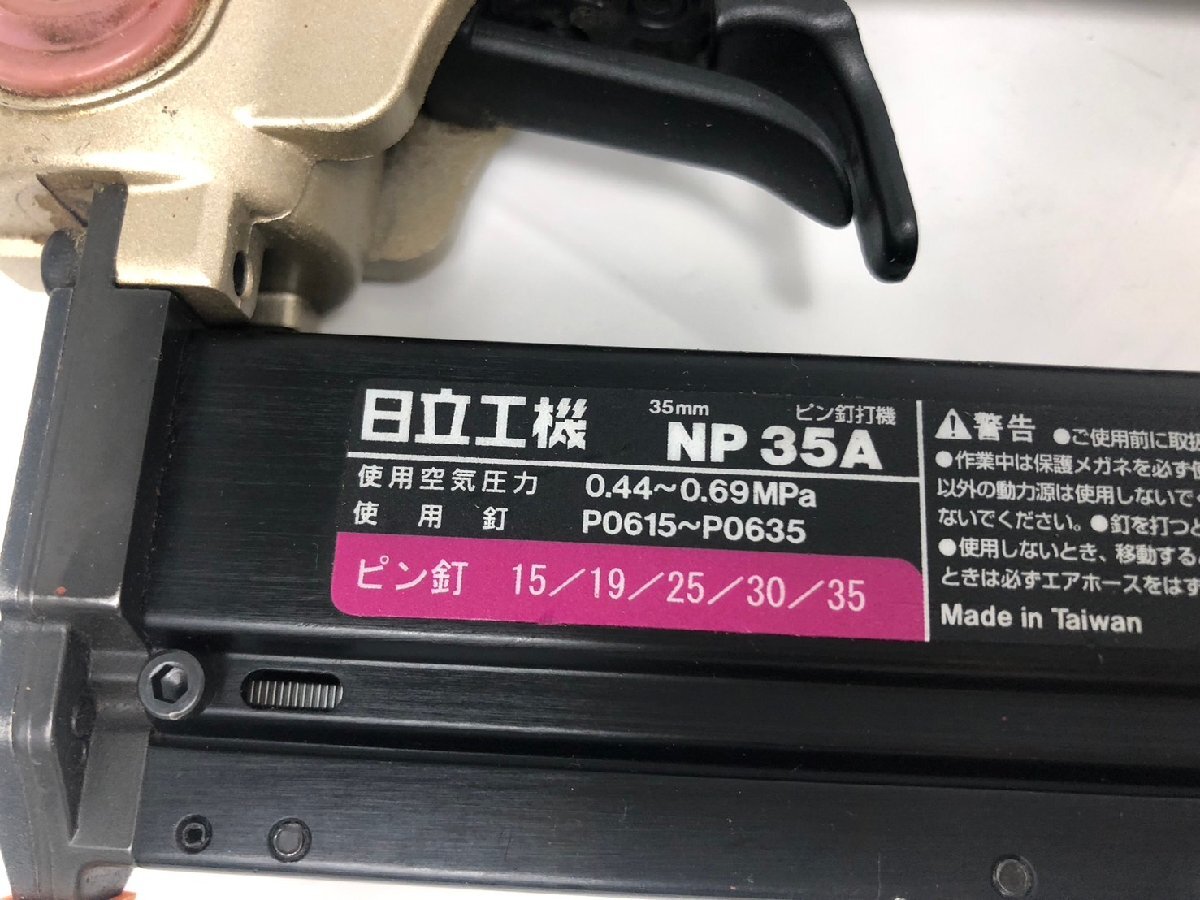 日立工機
35mm ピン釘打機
NP 35A
使用空気圧力 0.44～0.69MPa
使用釘 P0615～P0635
ピン釘 15／19／25／30／35
警告 ●ご使用前に取扱
●作業中は保護メガネを必ず
以外の動力源は使用しないで
ないでください。●釘を打つと
●使用しないとき、移動する
ときは必ずエアホースをはず
Made in Taiwan